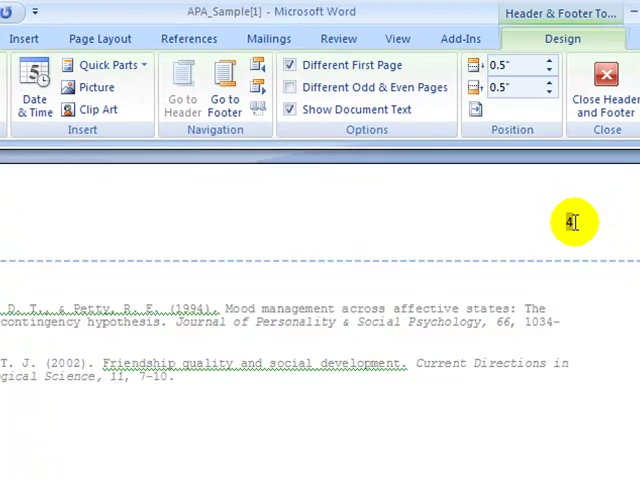 APA_Sample[1] - Microsoft Word
Header & Footer To...
Insert
Page Layout
References
Mailings
Review
View
Add-Ins
Design
5
Date
& Time
Quick Parts
Picture
Clip Art
Insert
Go to
Header
Go to
Footer
Navigation
Different First Page
Different Odd & Even Pages
Show Document Text
Options
0.5"
0.5"
Position
Close Header
and Footer
Close
4
D. T., & Petty, R. E. (1994). Mood management across affective states: The
contingency hypothesis. Journal of Personality & Social Psychology, 66, 1034-
T. J. (2002). Friendship quality and social development. Current Directions in
ogical Science, 11, 7-10.